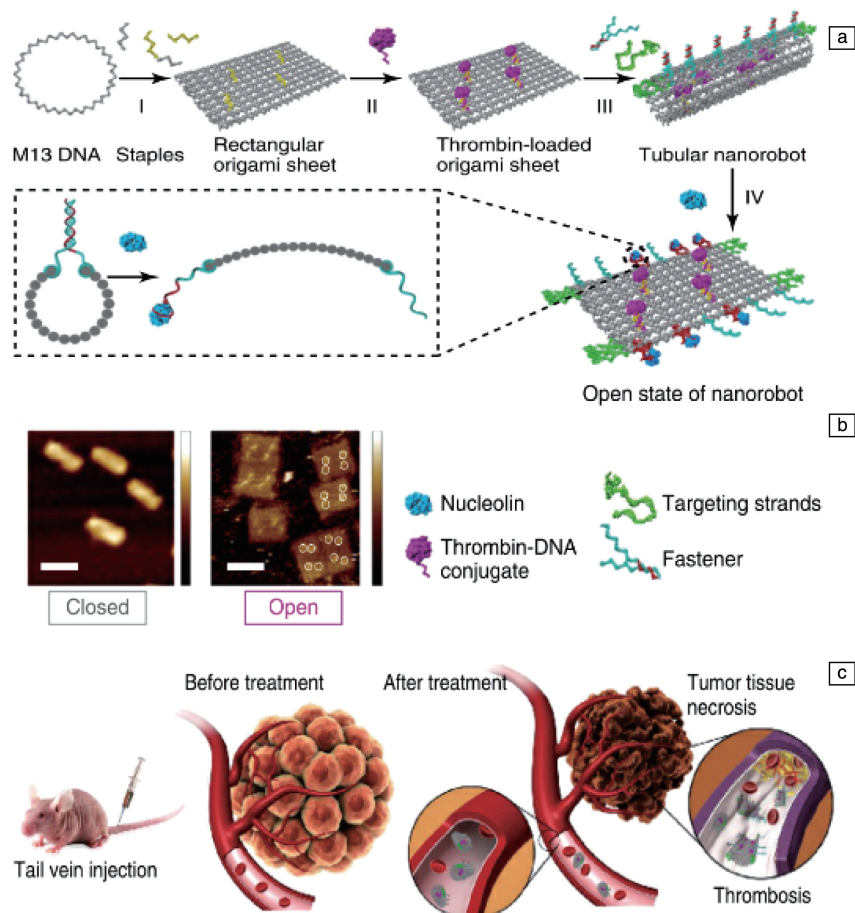 a
I
II
III
M13 DNA
Staples
Rectangular
origami sheet
Thrombin-loaded
origami sheet
Tubular nanorobot
IV
Open state of nanorobot
b
Nucleolin
Targeting strands
Thrombin-DNA
conjugate
Fastener
Closed
Open
c
Before treatment
After treatment
Tumor tissue
necrosis
Tail vein injection
Thrombosis